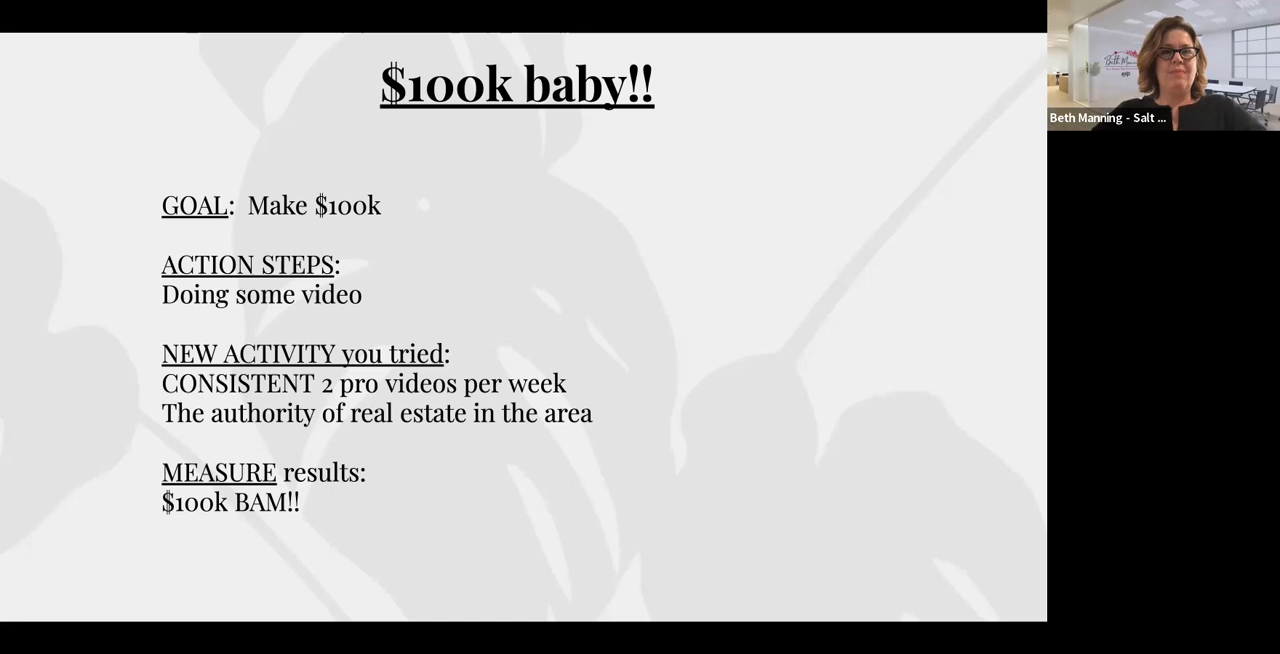 $100k baby!!
GOAL:  Make $100k
ACTION STEPS:
Doing some video
NEW ACTIVITY you tried:
CONSISTENT 2 pro videos per week
The authority of real estate in the area
MEASURE results:
$100k BAM!!
Beth Manning - Salt ...